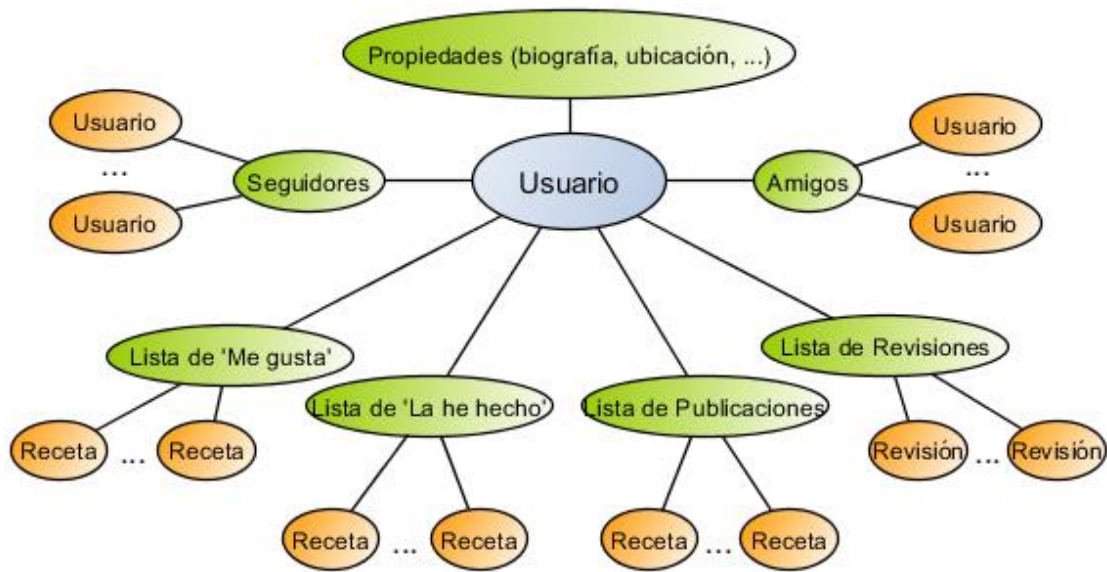 Propiedades (biografía, ubicación, ...)
Usuario
...
Usuario
Seguidores
Usuario
Amigos
Usuario
...
Usuario
Lista de 'Me gusta'
Lista de Revisiones
Lista de 'La he hecho'
Lista de Publicaciones
Receta ... Receta
Revisión ... Revisión
Receta ... Receta
Receta ... Receta